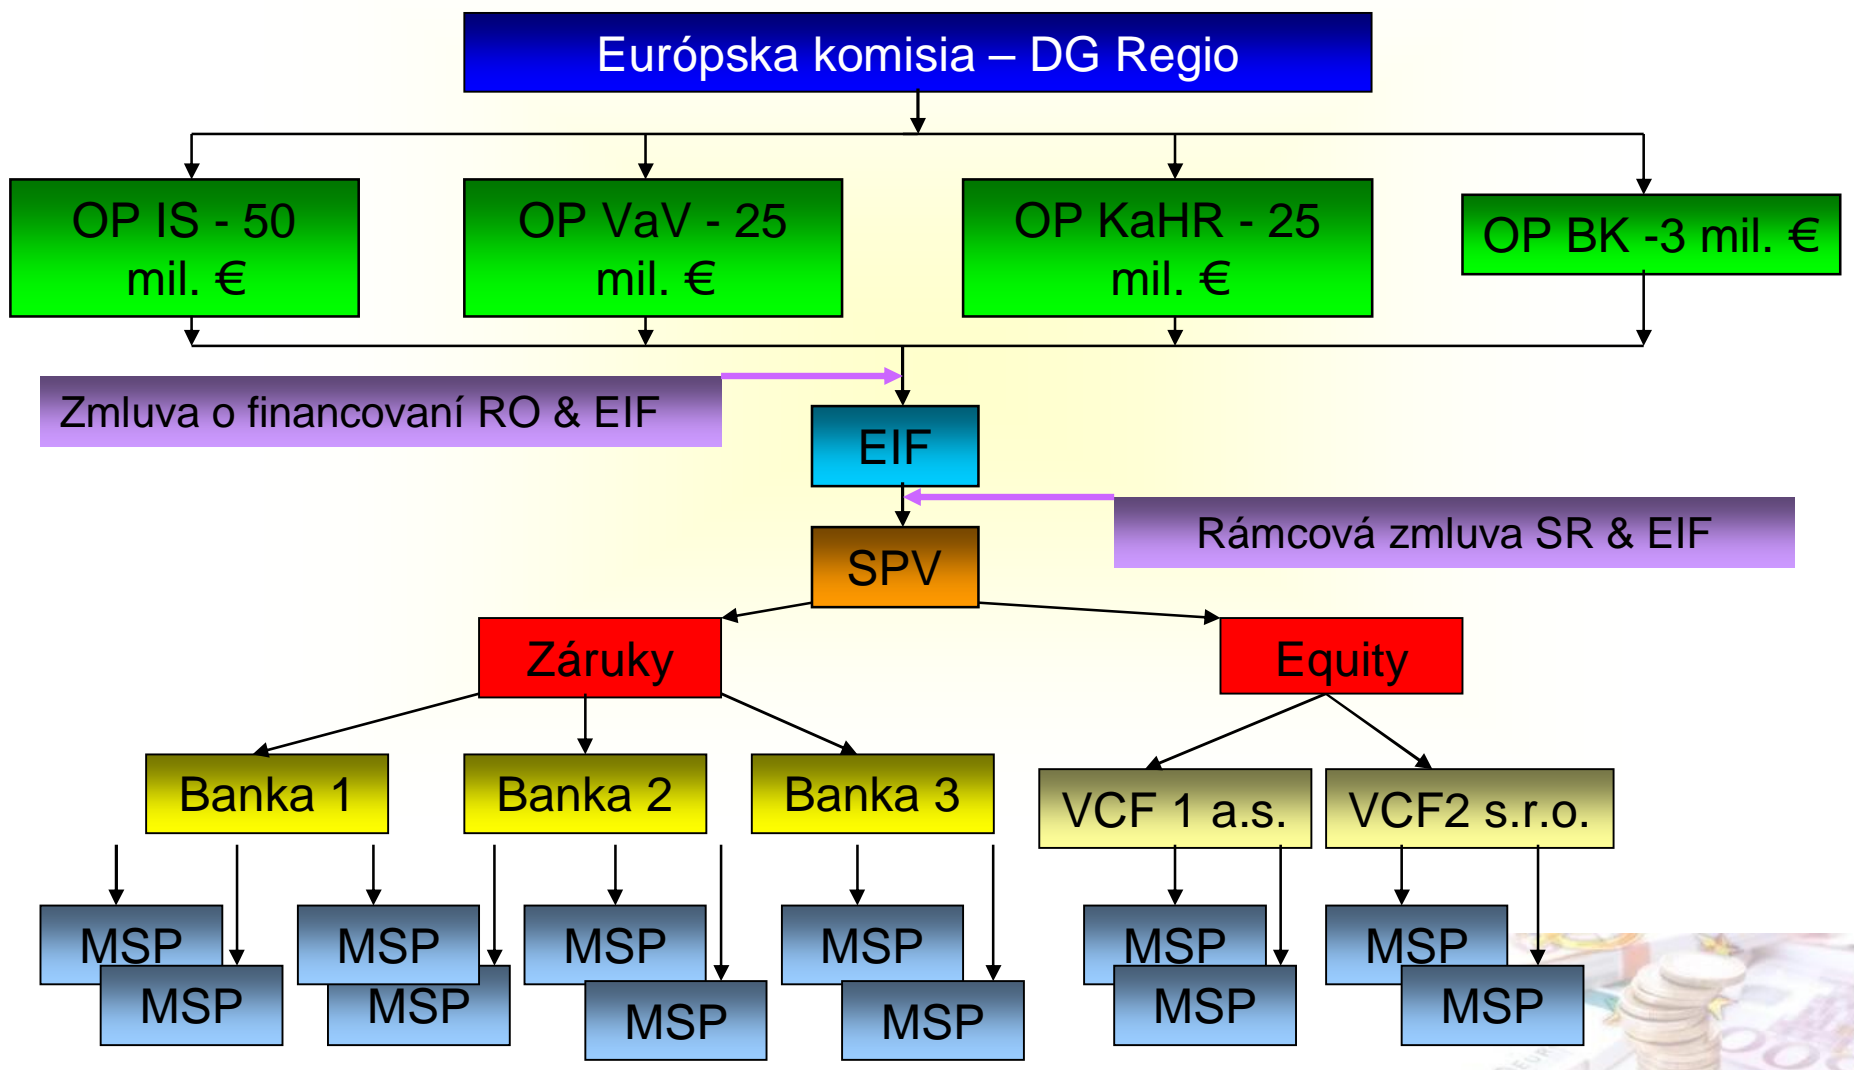 Európska komisia – DG Regio
OP IS - 50
mil. €
OP VaV - 25
mil. €
OP KaHR - 25
mil. €
OP BK -3 mil. €
Zmluva o financovaní RO & EIF
EIF
Rámcová zmluva SR & EIF
SPV
Záruky
Equity
Banka 1
Banka 2
Banka 3
VCF 1 a.s.
VCF2 s.r.o.
MSP
MSP
MSP
MSP
MSP
MSP
MSP
MSP
MSP
MSP
MSP
MSP